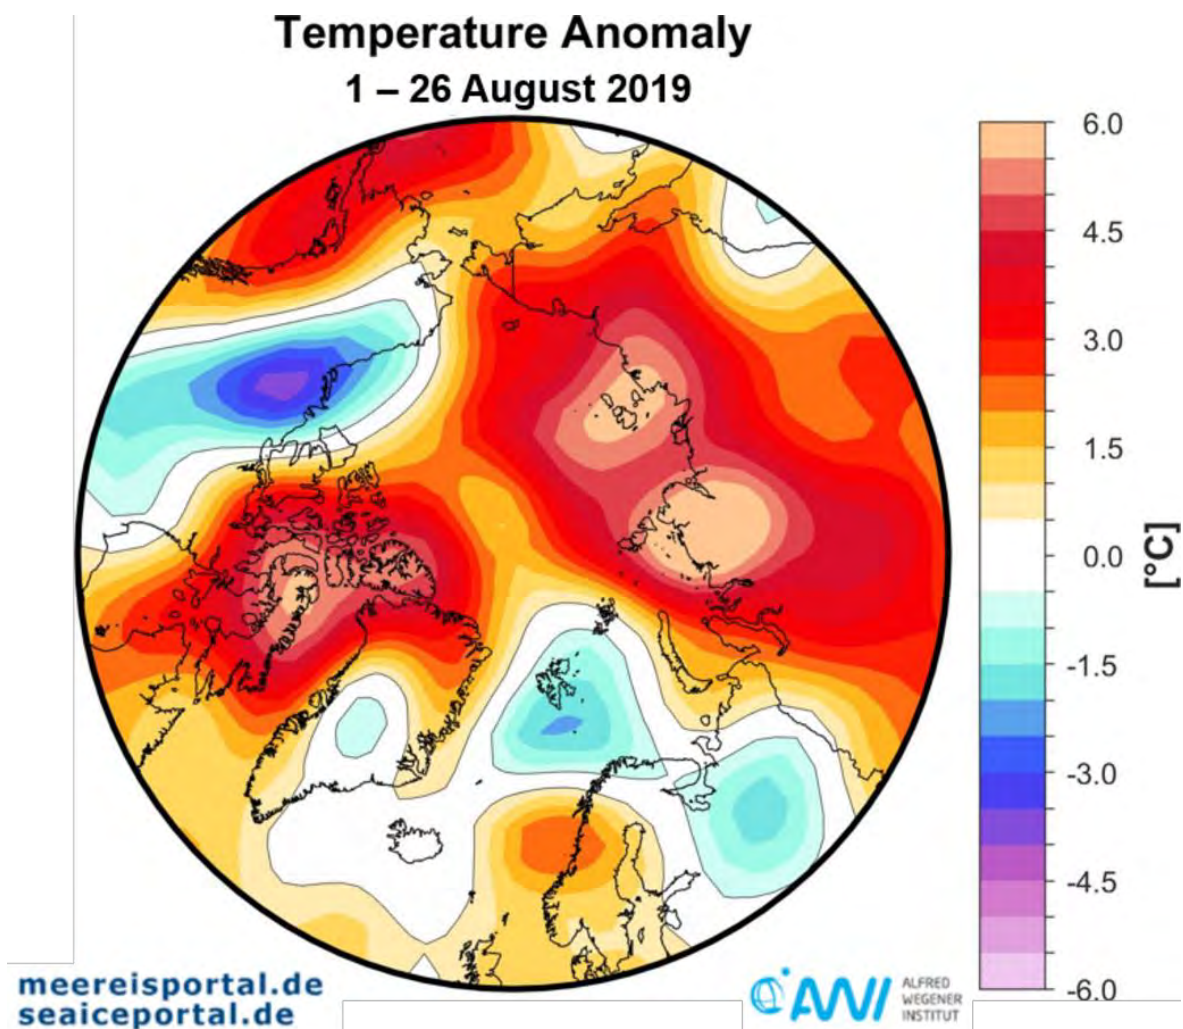 Temperature Anomaly
1 – 26 August 2019
6.0
4.5
3.0
1.5
0.0
-1.5
-3.0
-4.5
-6.0
[°C]
meereisportal.de
seaiceportal.de
AWI
ALFRED
WEGENER
INSTITUT